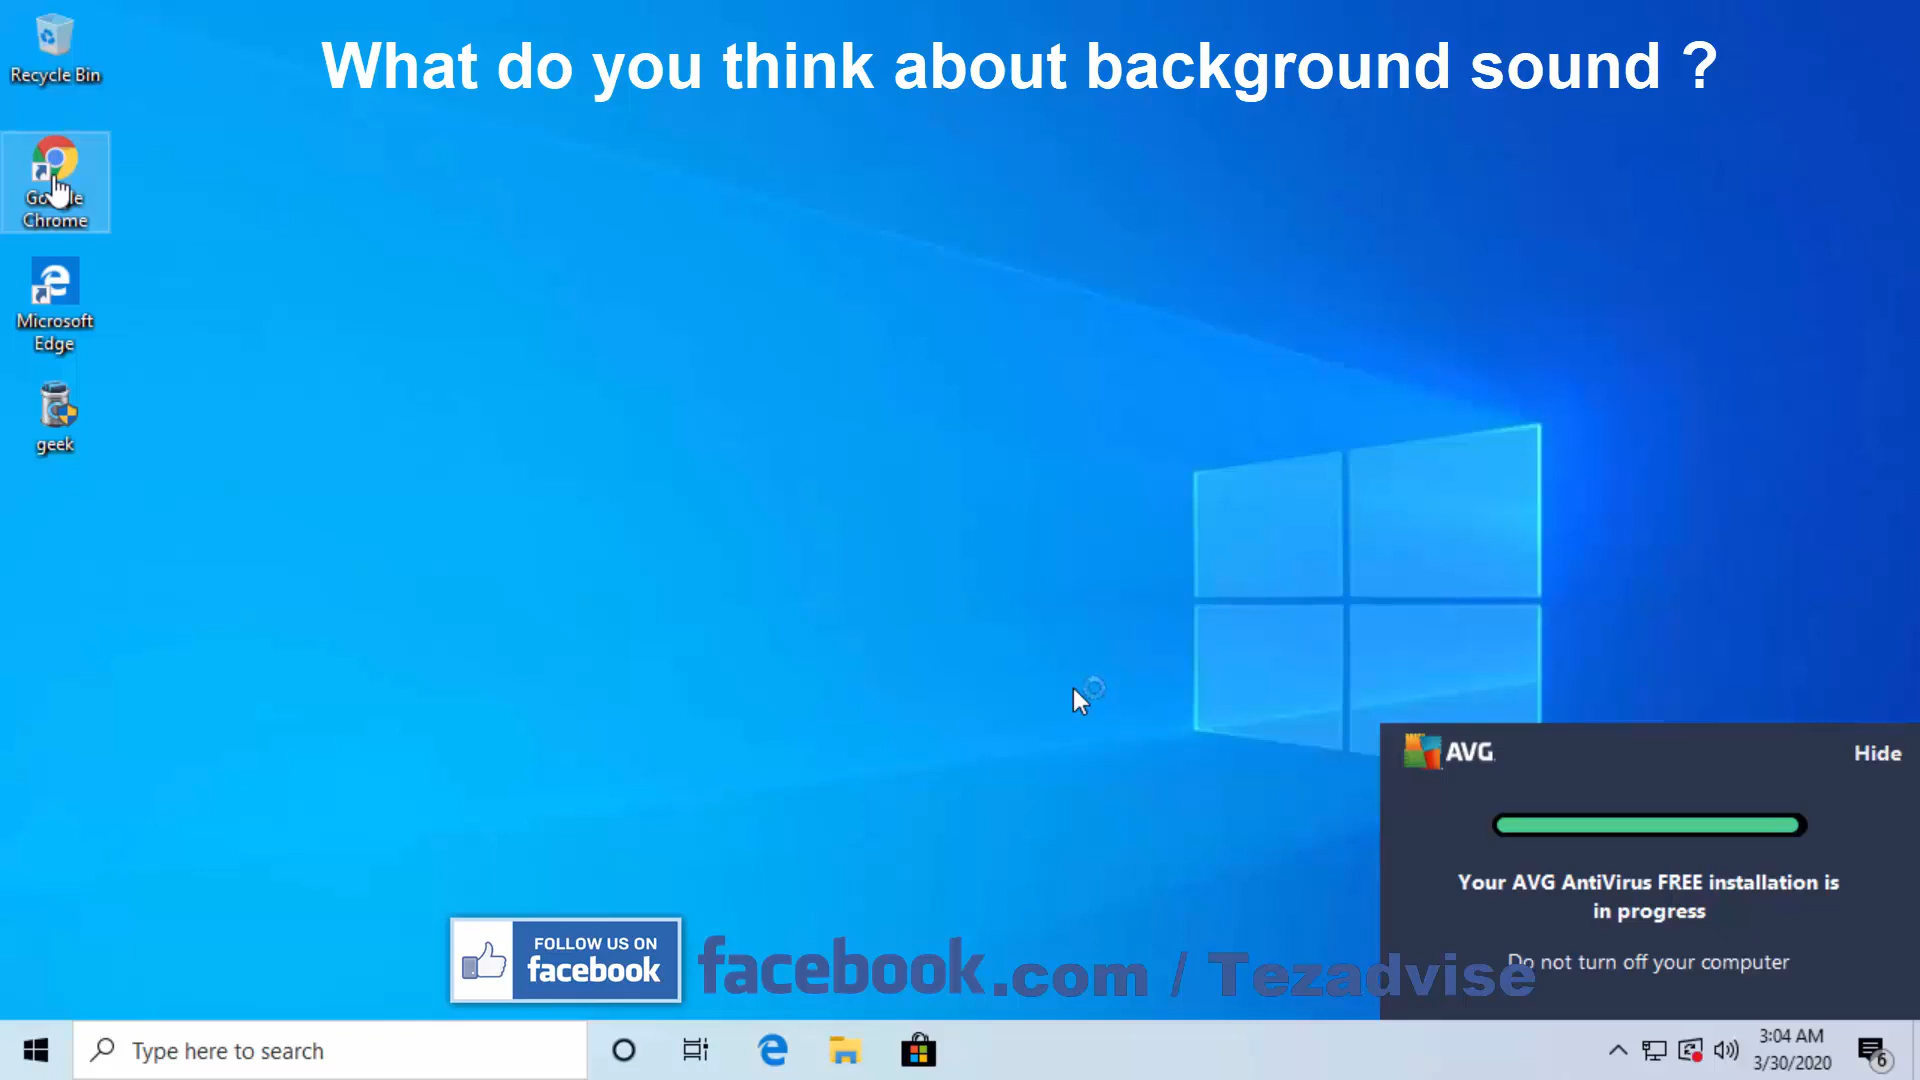 What do you think about background sound ?
Recycle Bin
Google
Chrome
Microsoft
Edge
geek
AVG
Hide
Your AVG AntiVirus FREE installation is
in progress
Do not turn off your computer
FOLLOW US ON
facebook
facebook.com / Tezadvise
Type here to search
3:04 AM
3/30/2020
6